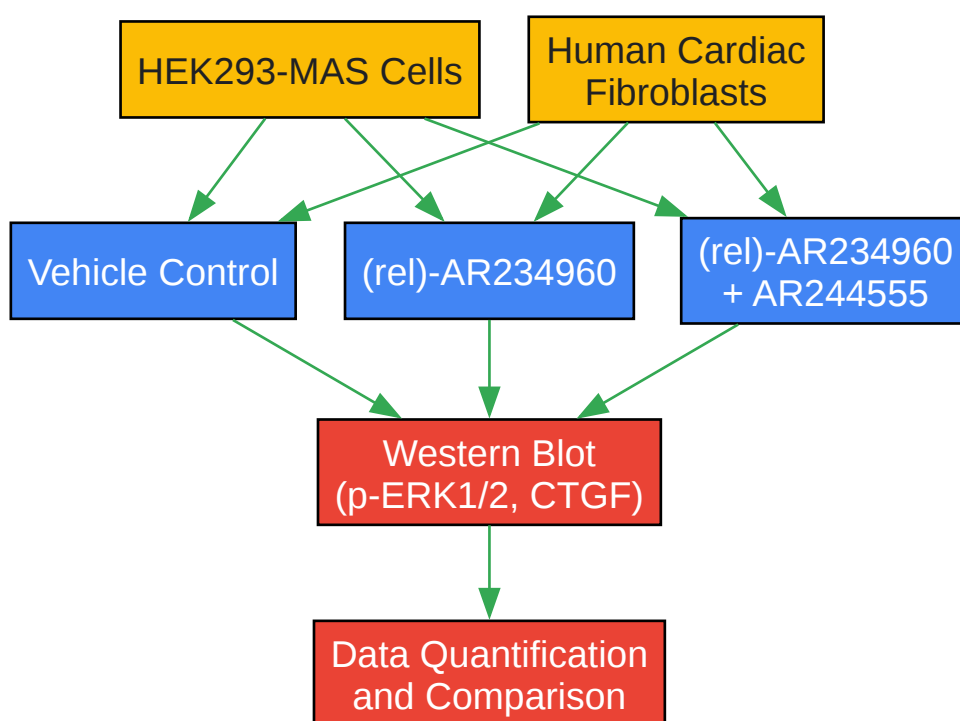 HEK293-MAS Cells
Human Cardiac
Fibroblasts
Vehicle Control
(rel)-AR234960
(rel)-AR234960
+ AR244555
Western Blot
(p-ERK1/2, CTGF)
Data Quantification
and Comparison